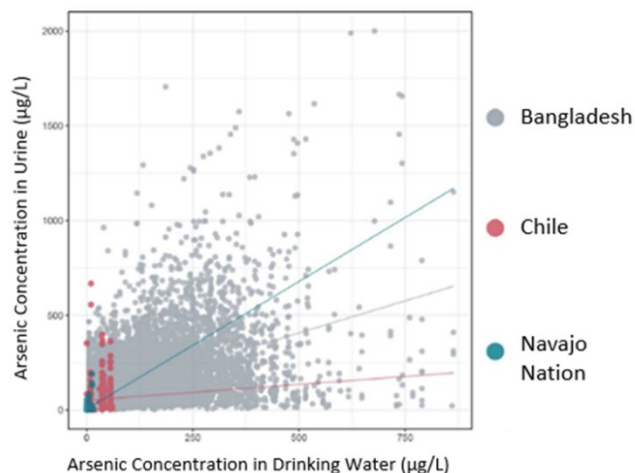 Arsenic Concentration in Urine (µg/L)
2000
1500
1000
500
0
0
250
500
750
Arsenic Concentration in Drinking Water (µg/L)
Bangladesh
Chile
Navajo
Nation